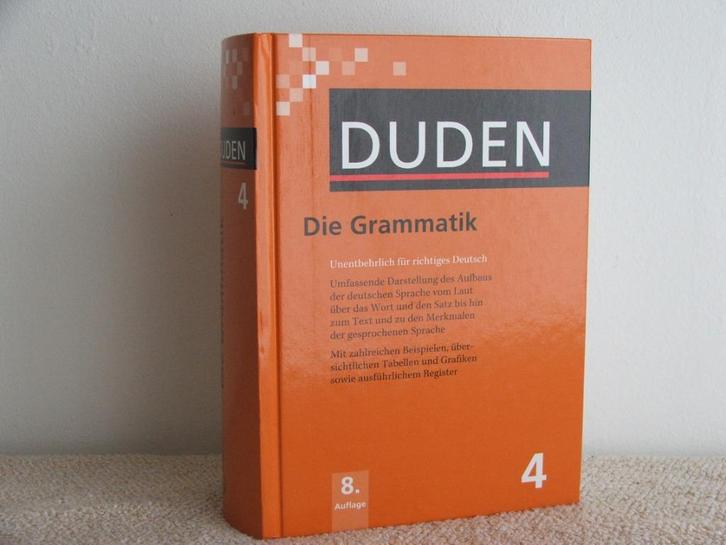 DUDEN
Die Grammatik
Unentbehrlich für richtiges Deutsch
Umfassende Darstellung des Aufbaus
der deutschen Sprache vom Laut
über das Wort und den Satz bis hin
zum Text und zu den Merkmalen
der gesprochenen Sprache
Mit zahlreichen Beispielen, über-
sichtlichen Tabellen und Grafiken
sowie ausführlichem Register
8.
Auflage
4
UDEN
4